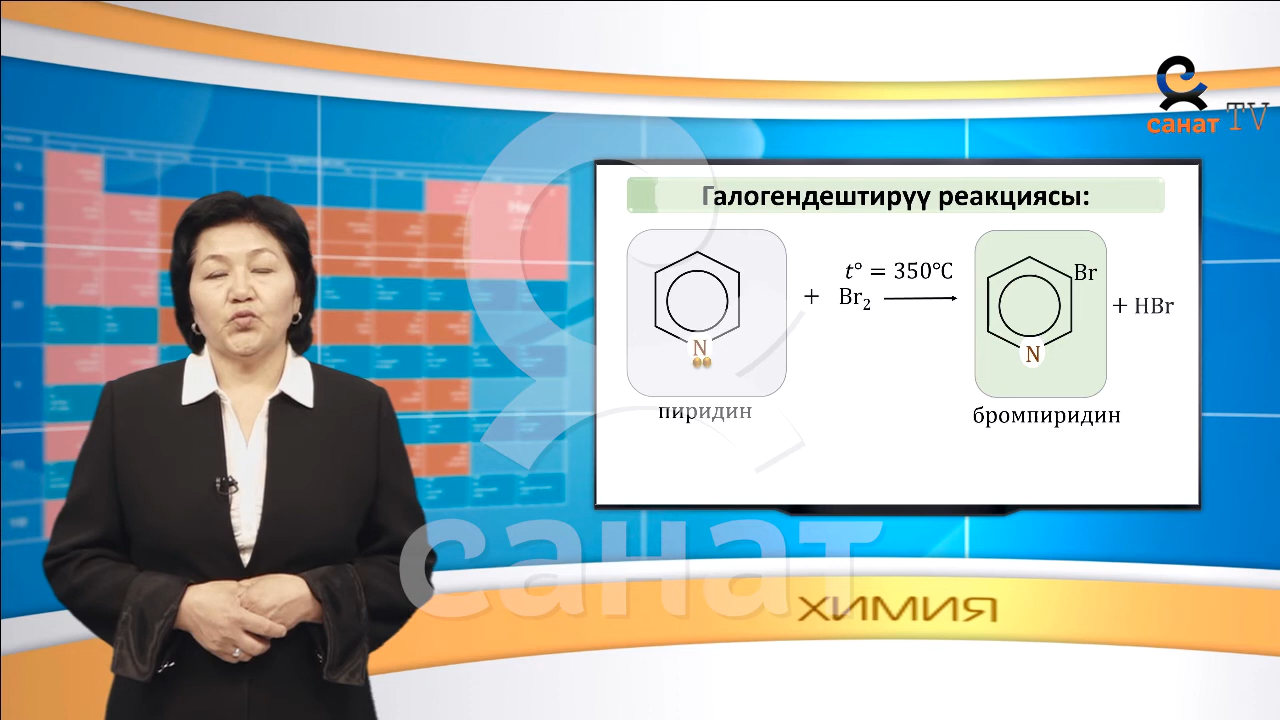 санат TV
Галогендештирүү реакциясы:
N
+ Br₂
t° = 350°C
Br
N
+ HBr
пиридин
бромпиридин
санат
ХИМИЯ